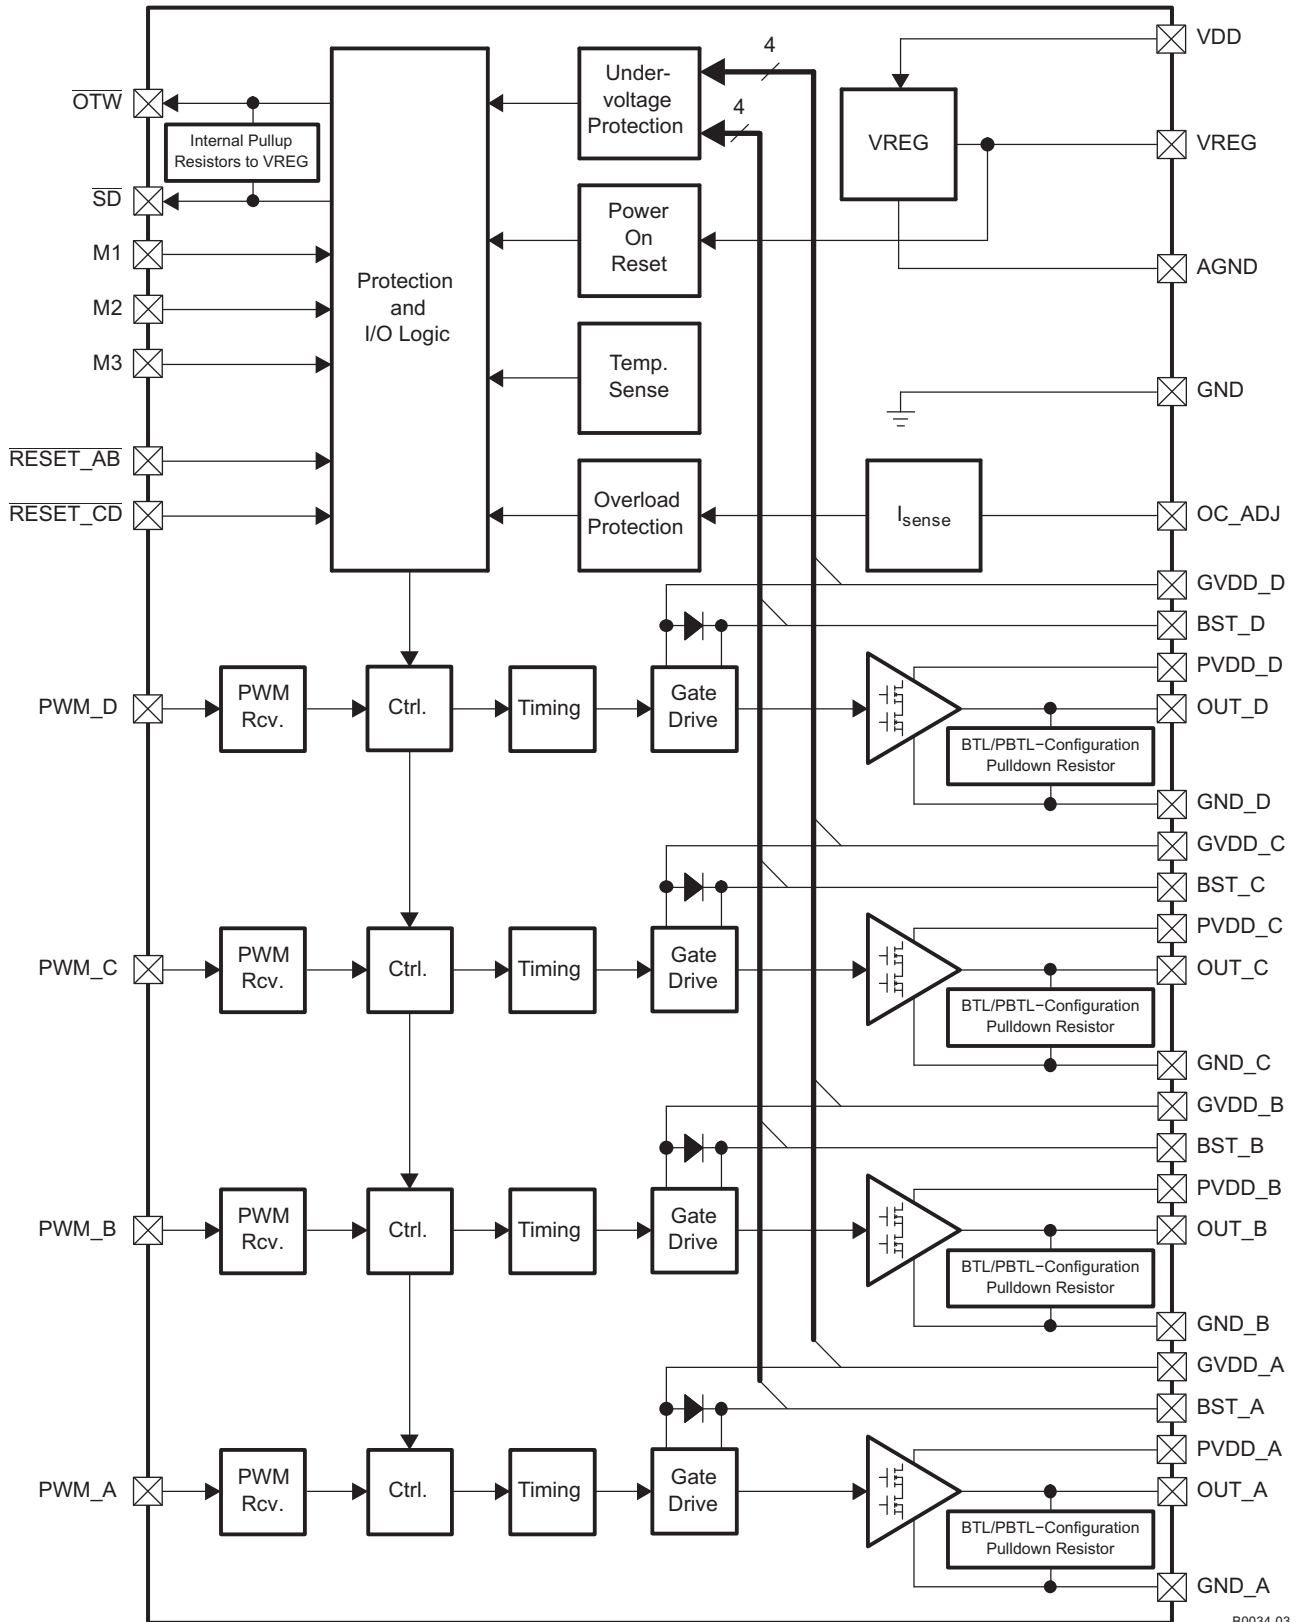 4
VDD
Under-
voltage
Protection
OTW
4
Internal Pullup
Resistors to VREG
VREG
VREG
SD
Power
On
Reset
M1
AGND
Protection
and
I/O Logic
M2
M3
Temp.
Sense
GND
RESET_AB
Overload
Protection
Isense
RESET_CD
OC_ADJ
GVDD_D
BST_D
PVDD_D
PWM_D
PWM
Rcv.
Ctrl.
Timing
Gate
Drive
OUT_D
BTL/PBTL−Configuration
Pulldown Resistor
GND_D
GVDD_C
BST_C
PVDD_C
PWM_C
PWM
Rcv.
Ctrl.
Timing
Gate
Drive
OUT_C
BTL/PBTL−Configuration
Pulldown Resistor
GND_C
GVDD_B
BST_B
PVDD_B
PWM_B
PWM
Rcv.
Ctrl.
Timing
Gate
Drive
OUT_B
BTL/PBTL−Configuration
Pulldown Resistor
GND_B
GVDD_A
BST_A
PVDD_A
PWM_A
PWM
Rcv.
Ctrl.
Timing
Gate
Drive
OUT_A
BTL/PBTL−Configuration
Pulldown Resistor
GND_A